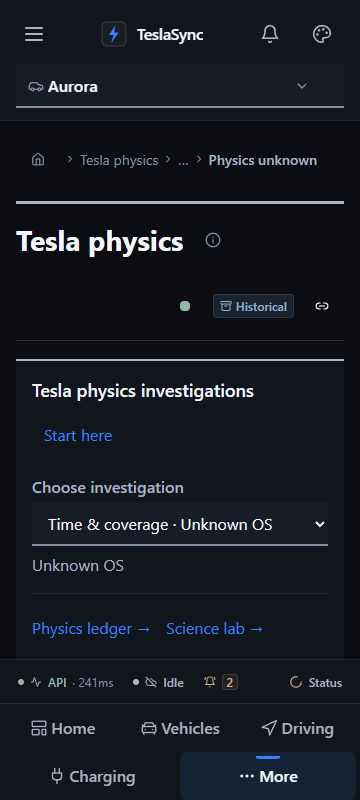 TeslaSync
Aurora
Tesla physics ... Physics unknown
Tesla physics
Historical
Tesla physics investigations
Start here
Choose investigation
Time & coverage · Unknown OS
Unknown OS
Physics ledger → Science lab →
API · 241ms Idle 2 Status
Home Vehicles Driving
Charging More